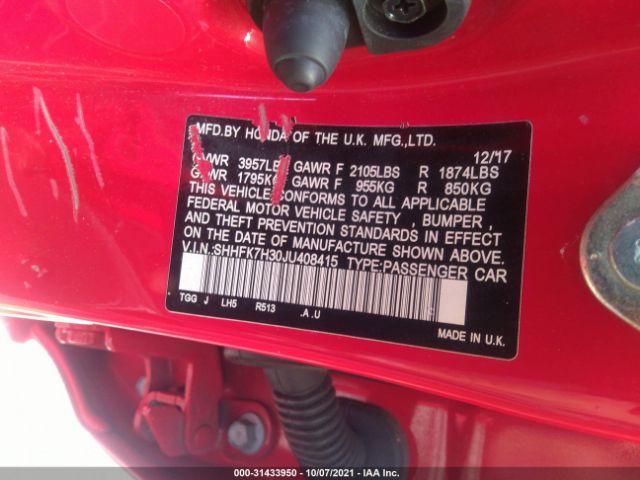 MFD.BY HONDA OF THE U.K. MFG.,LTD.
12/17
GVWR 3957LBS GAWR F 2105LBS R 1874LBS
GVWR 1795KG GAWR F 955KG R 850KG
THIS VEHICLE CONFORMS TO ALL APPLICABLE
FEDERAL MOTOR VEHICLE SAFETY , BUMPER ,
AND THEFT PREVENTION STANDARDS IN EFFECT
ON THE DATE OF MANUFACTURE SHOWN ABOVE.
V.I.N.:SHHFK7H30JU408415 TYPE:PASSENGER CAR
TGG J LH5 R513 .A.U
MADE IN U.K.
000-31433950 - 10/07/2021 - IAA Inc.